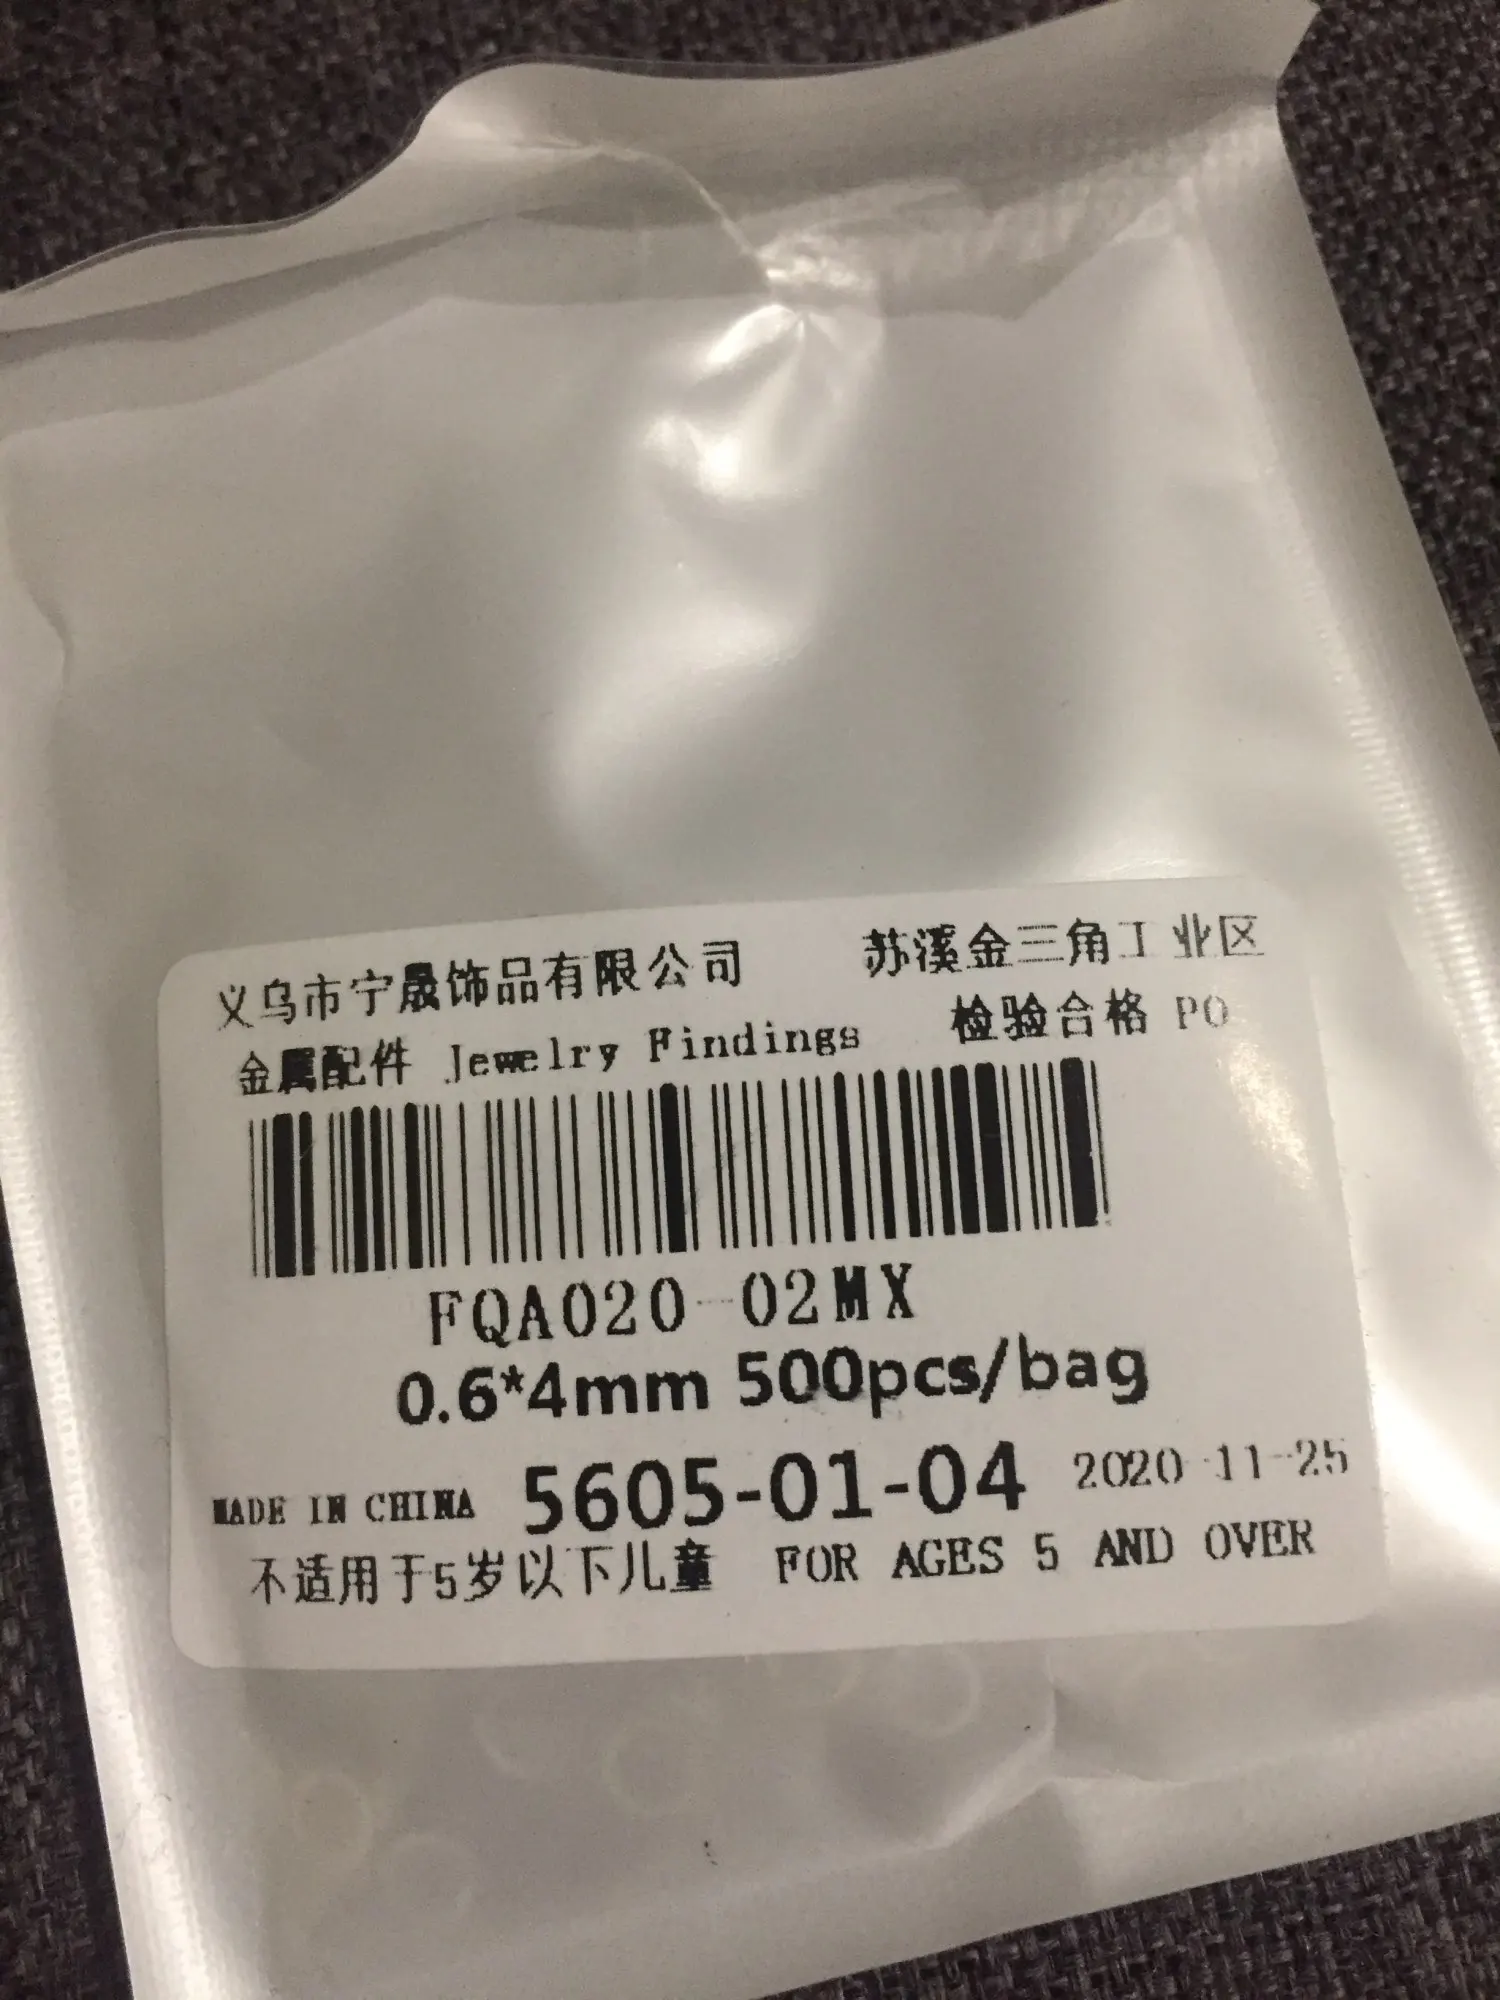 义乌市宁晟饰品有限公司 苏溪金三角工业区
金属配件 Jewelry Findings 检验合格 PO
FQA020-02MX
0.6*4mm 500pcs/bag
MADE IN CHINA 5605-01-04 2020-11-25
不适用于5岁以下儿童 FOR AGES 5 AND OVER